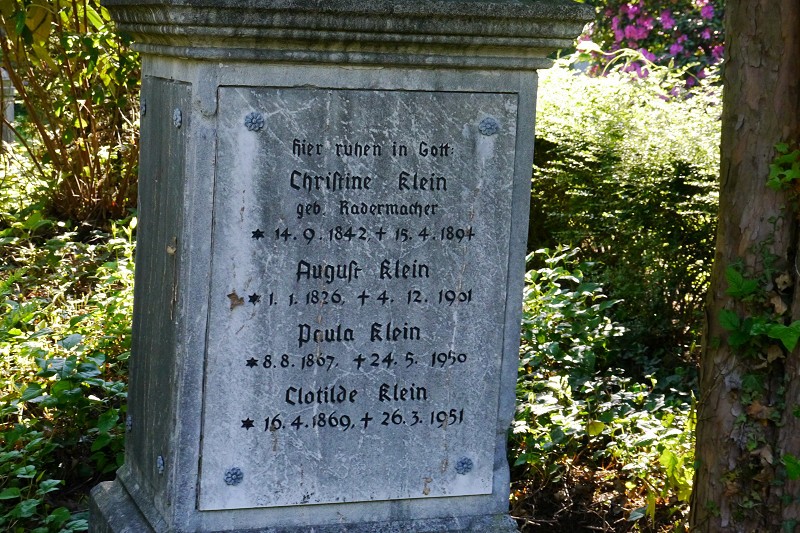 Hier ruhen in Gott:
Christine Klein
geb. Radermacher
* 14. 9. 1842, + 15. 4. 1894
August Klein
* 1. 1. 1826, + 4. 12. 1901
Paula Klein
* 8. 8. 1867, + 24. 5. 1950
Clotilde Klein
* 16. 4. 1869, + 26. 3. 1951